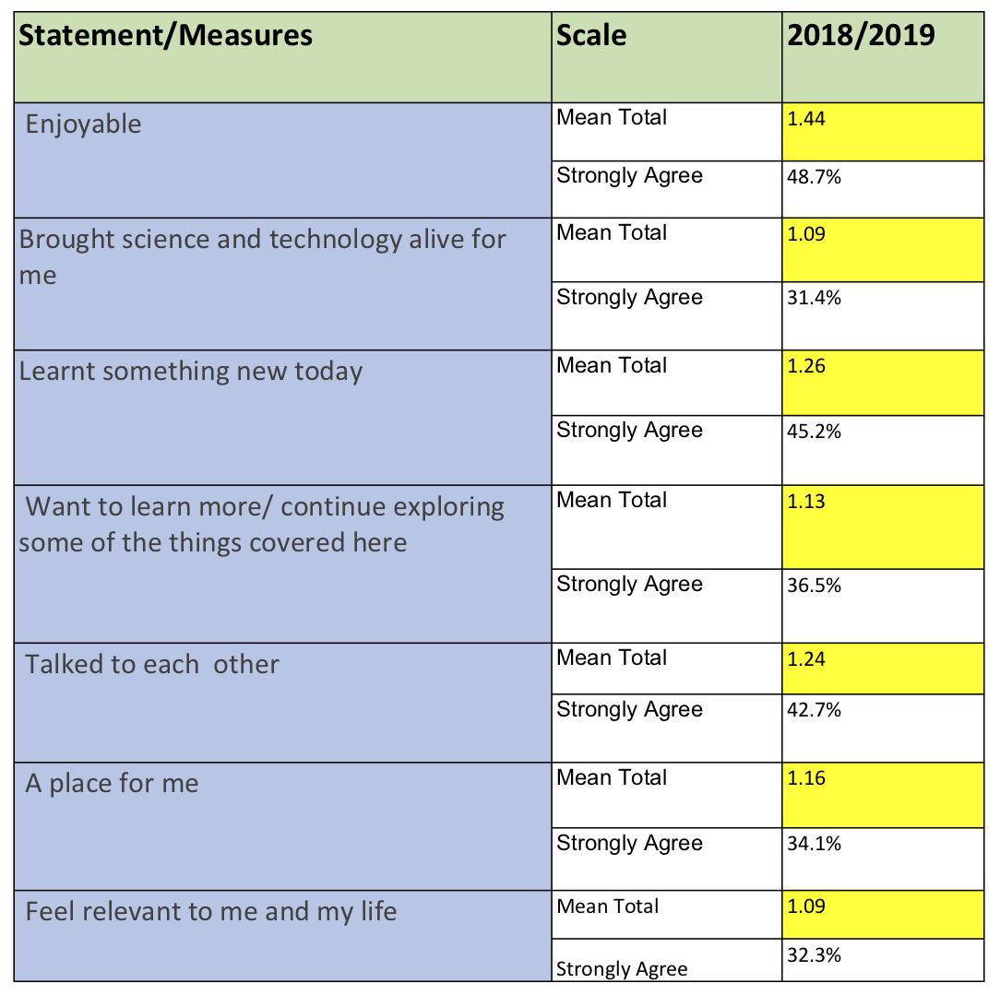 Statement/Measures Scale 2018/2019
Enjoyable Mean Total 1.44
Strongly Agree 48.7%
Brought science and technology alive for Mean Total 1.09
me
Strongly Agree 31.4%
Learnt something new today Mean Total 1.26
Strongly Agree 45.2%
Want to learn more/ continue exploring Mean Total 1.13
some of the things covered here
Strongly Agree 36.5%
Talked to each  other Mean Total 1.24
Strongly Agree 42.7%
A place for me Mean Total 1.16
Strongly Agree 34.1%
Feel relevant to me and my life Mean Total 1.09
Strongly Agree 32.3%